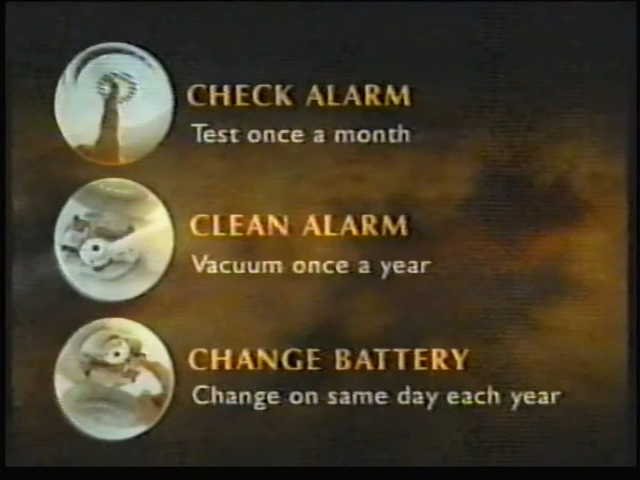 CHECK ALARM
Test once a month
CLEAN ALARM
Vacuum once a year
CHANGE BATTERY
Change on same day each year